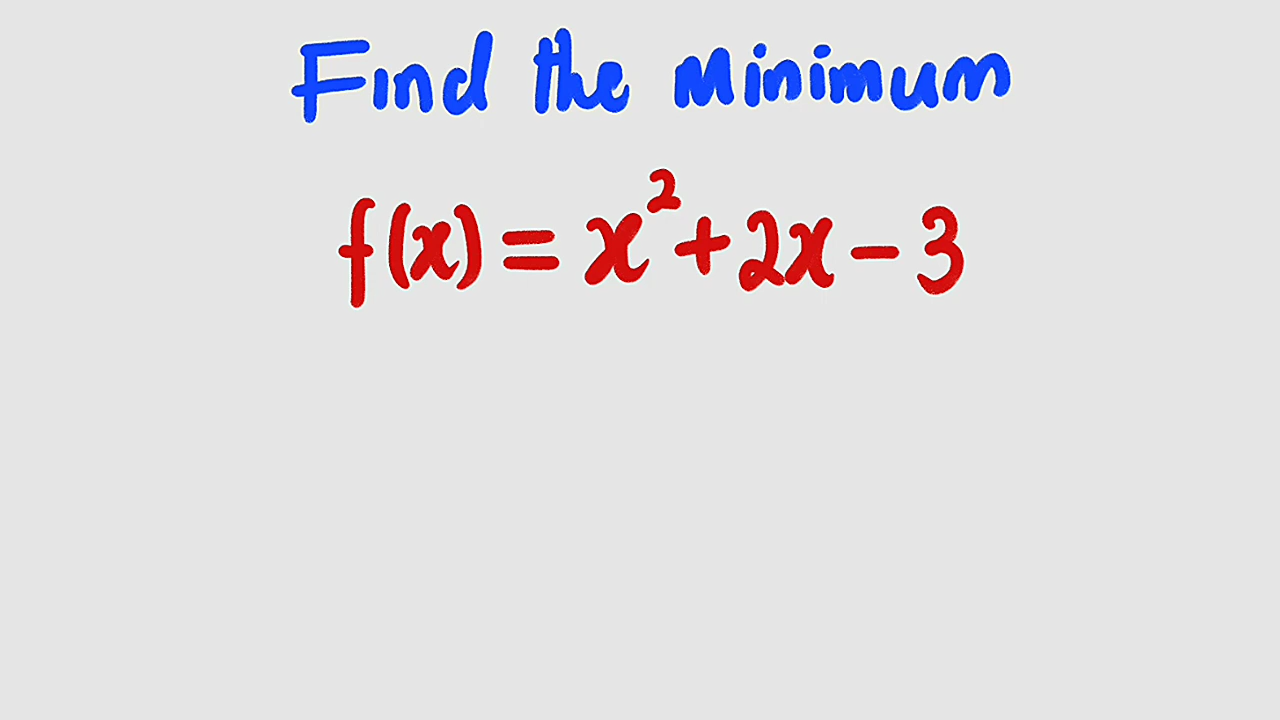 Find the Minimum
f(x) = x² + 2x - 3